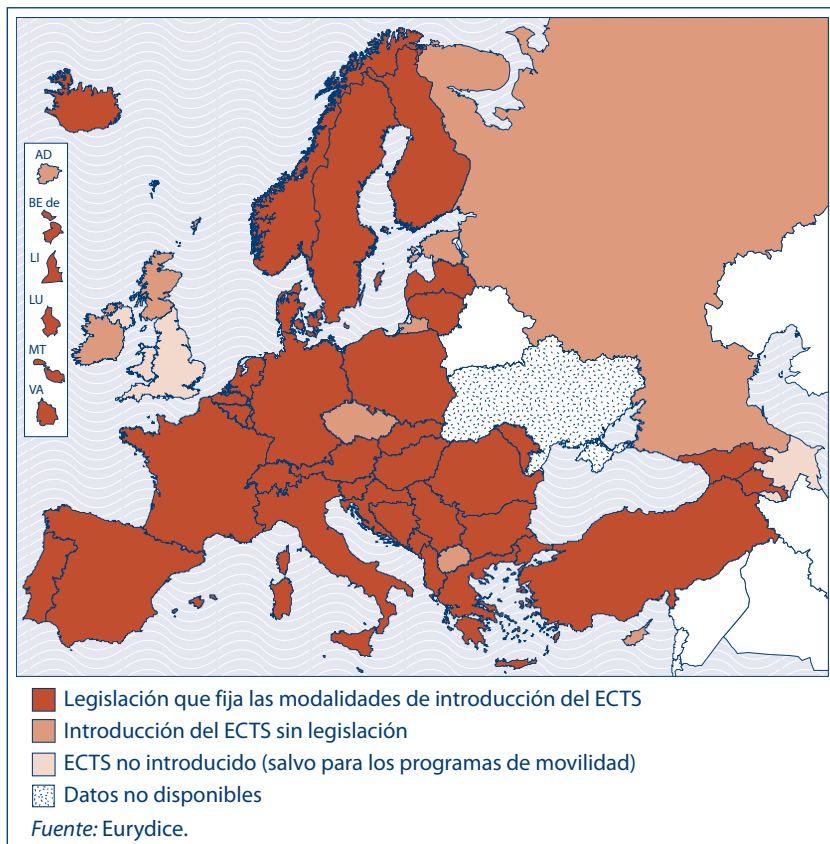 AD
BE de
LI
LU
MT
VA
Legislación que fija las modalidades de introducción del ECTS
Introducción del ECTS sin legislación
ECTS no introducido (salvo para los programas de movilidad)
Datos no disponibles
Fuente: Eurydice.